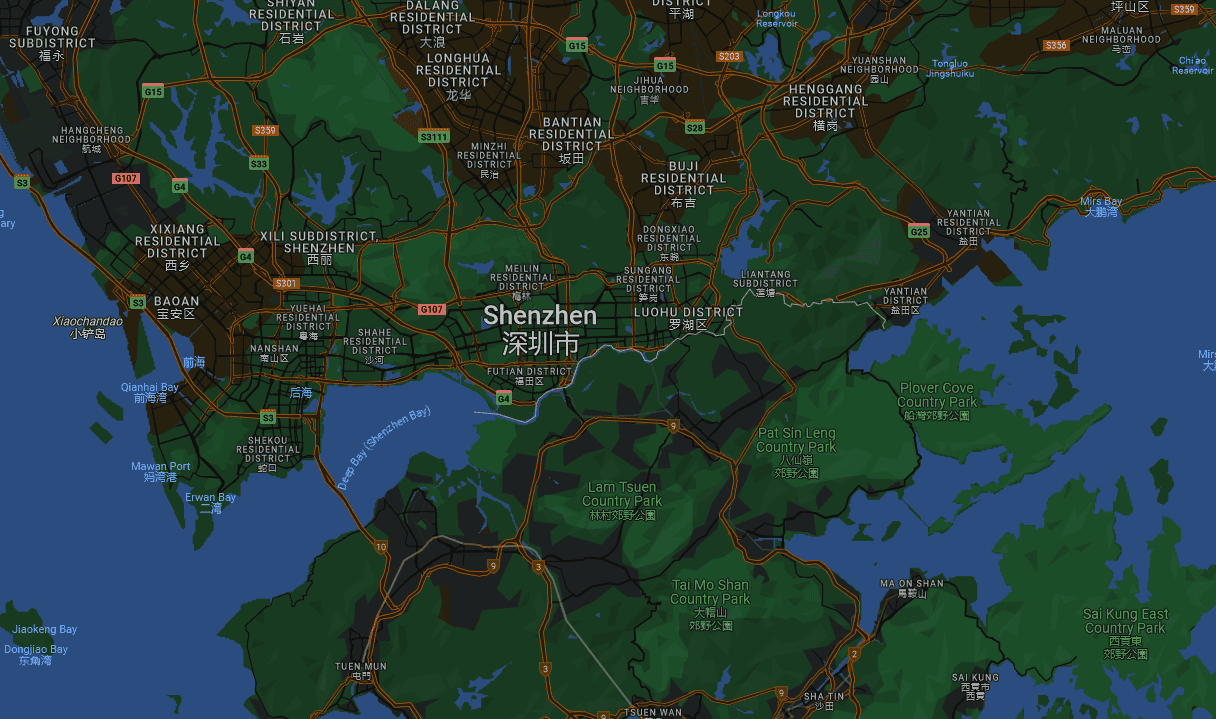 SHIYAN
RESIDENTIAL
DISTRICT
石岩
DALANG
RESIDENTIAL
DISTRICT
大浪
DISTRICT
平湖
Longkou
Reservoir
坪山区
S359
FUYONG
SUBDISTRICT
福永
G15
S203
S356
MALUAN
NEIGHBORHOOD
马峦
LONGHUA
RESIDENTIAL
DISTRICT
龙华
G15
YUANSHAN
NEIGHBORHOOD
园山
Tongluo
Jingshuiku
Chi'ao
Reservoir
G15
JIHUA
NEIGHBORHOOD
吉华
HENGGANG
RESIDENTIAL
DISTRICT
横岗
HANGCHENG
NEIGHBORHOOD
航城
S359
S3111
BANTIAN
RESIDENTIAL
DISTRICT
坂田
S28
S33
MINZHI
RESIDENTIAL
DISTRICT
民治
BUJI
RESIDENTIAL
DISTRICT
布吉
S3
G107
G4
Mirs Bay
大鹏湾
ary
XIXIANG
RESIDENTIAL
DISTRICT
西乡
XILI SUBDISTRICT,
SHENZHEN
西丽
G4
DONGXIAO
RESIDENTIAL
DISTRICT
东晓
G25
YANTIAN
RESIDENTIAL
DISTRICT
盐田
S301
MEILIN
RESIDENTIAL
DISTRICT
梅林
SUNGANG
RESIDENTIAL
DISTRICT
笋岗
LIANTANG
SUBDISTRICT
莲塘
YANTIAN
DISTRICT
盐田区
S3
BAOAN
宝安区
G107
Xiaochandao
小铲岛
YUEHAI
RESIDENTIAL
DISTRICT
粤海
Shenzhen
深圳市
LUOHU DISTRICT
罗湖区
NANSHAN
南山区
SHAHE
RESIDENTIAL
DISTRICT
沙河
前海
FUTIAN DISTRICT
福田区
Mirs
Qianhai Bay
前海湾
后海
G4
Plover Cove
Country Park
船灣郊野公園
S3
Deep Bay (Shenzhen Bay)
9
SHEKOU
RESIDENTIAL
DISTRICT
蛇口
Pat Sin Leng
Country Park
八仙嶺
郊野公園
Mawan Port
妈湾港
Erwan Bay
二湾
Lam Tsuen
Country Park
林村郊野公園
10
9
3
Tai Mo Shan
Country Park
大帽山
郊野公園
MA ON SHAN
馬鞍山
Sai Kung East
Country Park
西貢東
郊野公園
Jiaokeng Bay
Dongjiao Bay
东角湾
2
TUEN MUN
屯門
3
SAI KUNG
西貢市
西貢
9
SHA TIN
沙田
9
TSUEN WAN